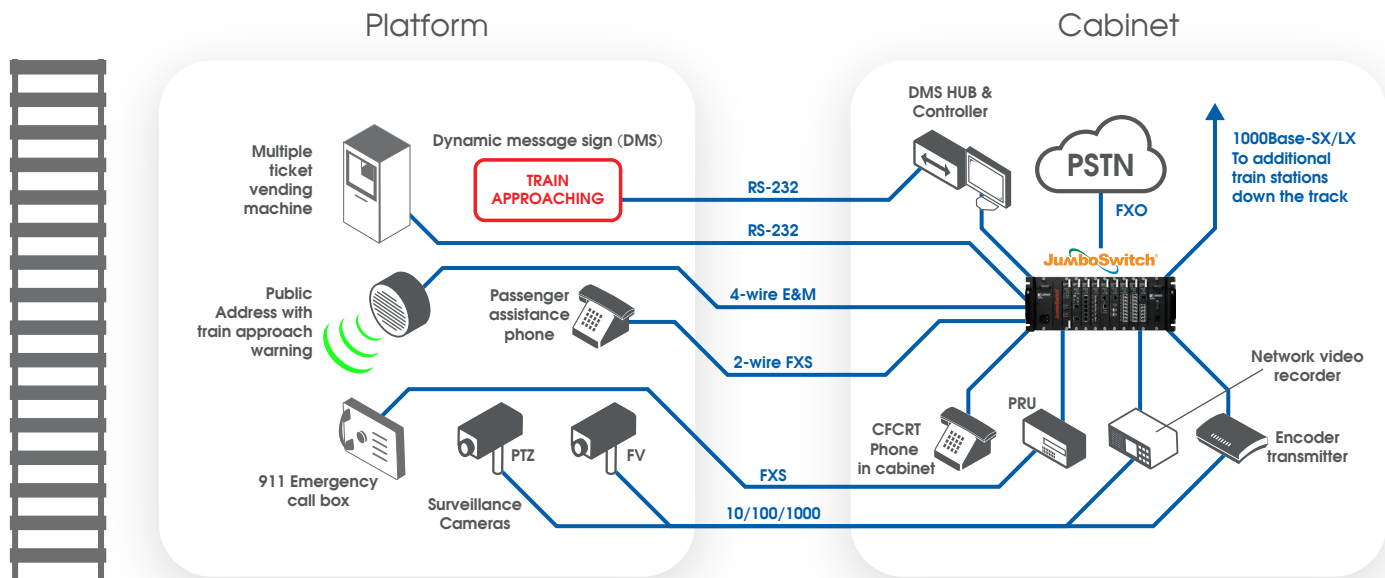 Platform
Cabinet
Multiple
ticket
vending
machine
Dynamic message sign (DMS)
TRAIN
APPROACHING
RS-232
RS-232
DMS HUB &
Controller
PSTN
FXO
1000Base-SX/LX
To additional
train stations
down the track
JumboSwitch®
Public
Address with
train approach
warning
Passenger
assistance
phone
4-wire E&M
2-wire FXS
Network video
recorder
911 Emergency
call box
PTZ
FV
Surveillance
Cameras
FXS
10/100/1000
CFCRT
Phone
in cabinet
PRU
Encoder
transmitter